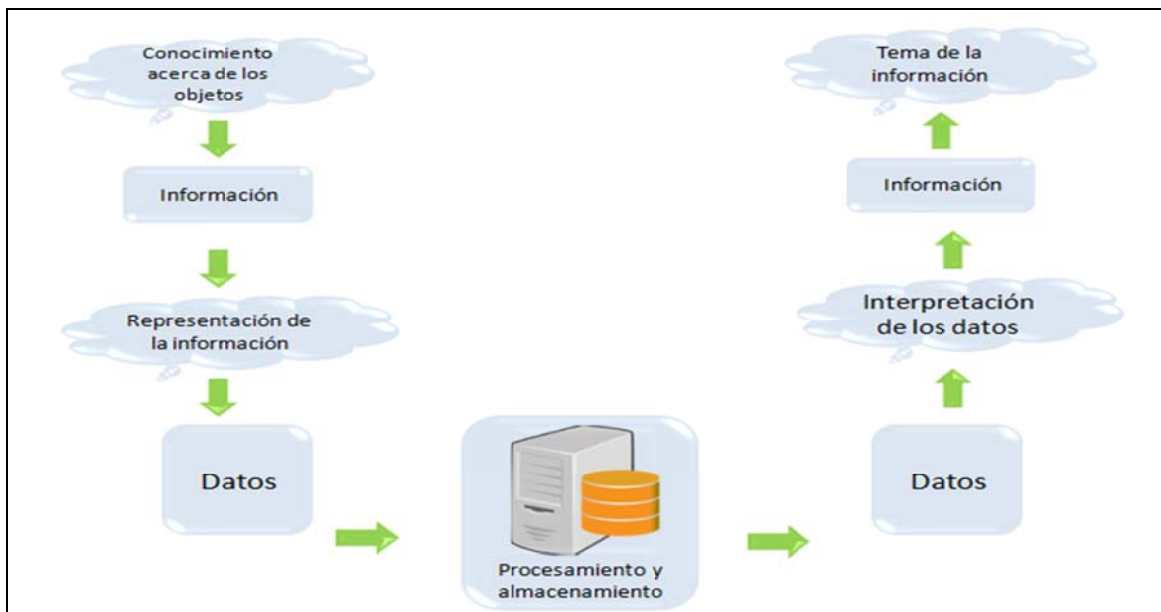 Conocimiento
acerca de los
objetos
Información
Representación de
la información
Datos
Procesamiento y
almacenamiento
Datos
Interpretación
de los datos
Información
Tema de la
información